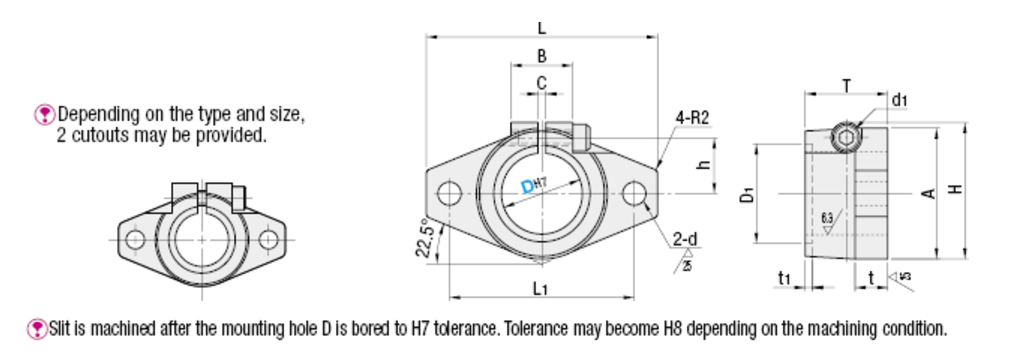 Depending on the type and size,
2 cutouts may be provided.
L
B
C
4-R2
h
DH7
22.5°
2-d
25
L1
T
d1
D1
6.3
A
H
t1
t
Slit is machined after the mounting hole D is bored to H7 tolerance. Tolerance may become H8 depending on the machining condition.